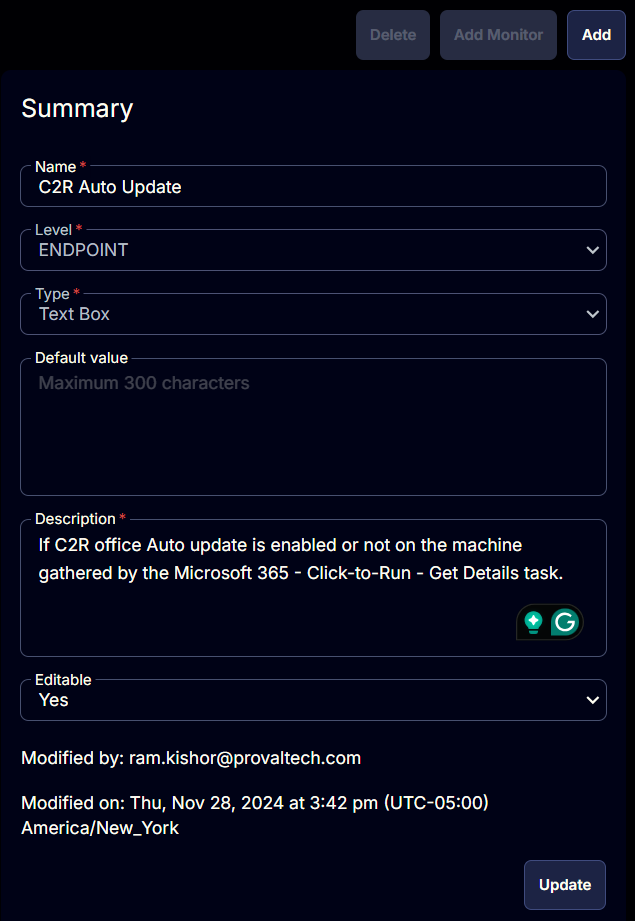 Delete Add Monitor Add
Summary
Name *
C2R Auto Update
Level *
ENDPOINT
Type *
Text Box
Default value
Maximum 300 characters
Description *
If C2R office Auto update is enabled or not on the machine
gathered by the Microsoft 365 - Click-to-Run - Get Details task.
Editable
Yes
Modified by: ram.kishor@provaltech.com
Modified on: Thu, Nov 28, 2024 at 3:42 pm (UTC-05:00)
America/New_York
Update